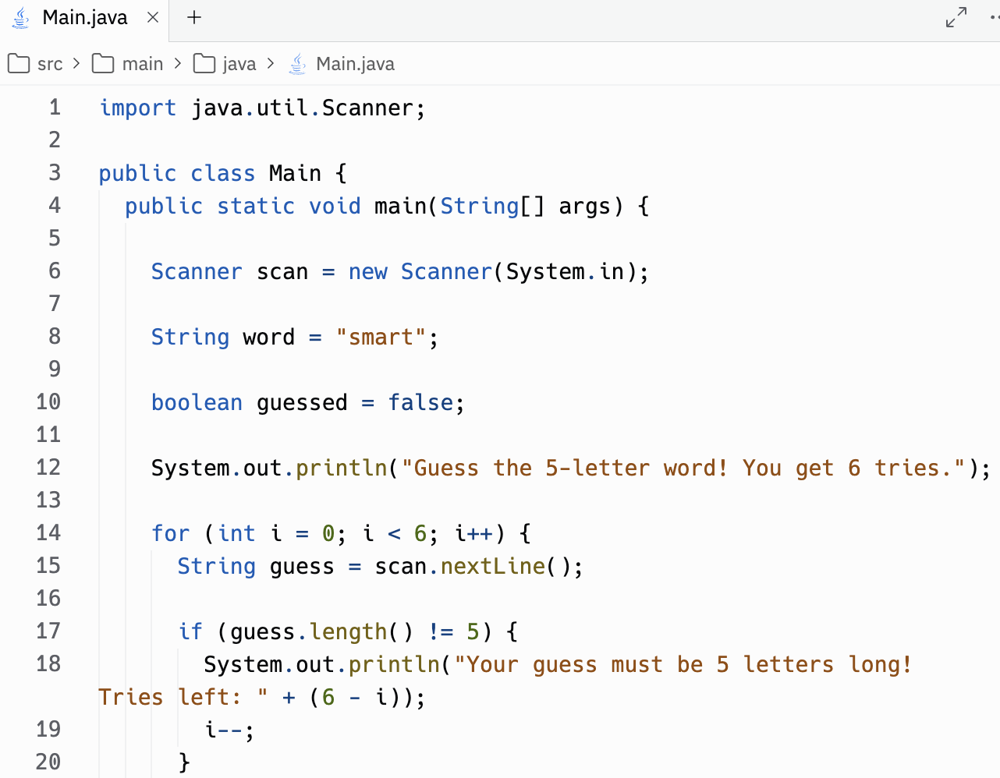 Main.java × +
src > main > java > Main.java
1 import java.util.Scanner;
2
3 public class Main {
4   public static void main(String[] args) {
5
6     Scanner scan = new Scanner(System.in);
7
8     String word = "smart";
9
10     boolean guessed = false;
11
12     System.out.println("Guess the 5-letter word! You get 6 tries.");
13
14     for (int i = 0; i < 6; i++) {
15       String guess = scan.nextLine();
16
17       if (guess.length() != 5) {
18         System.out.println("Your guess must be 5 letters long!
Tries left: " + (6 - i));
19         i--;
20       }